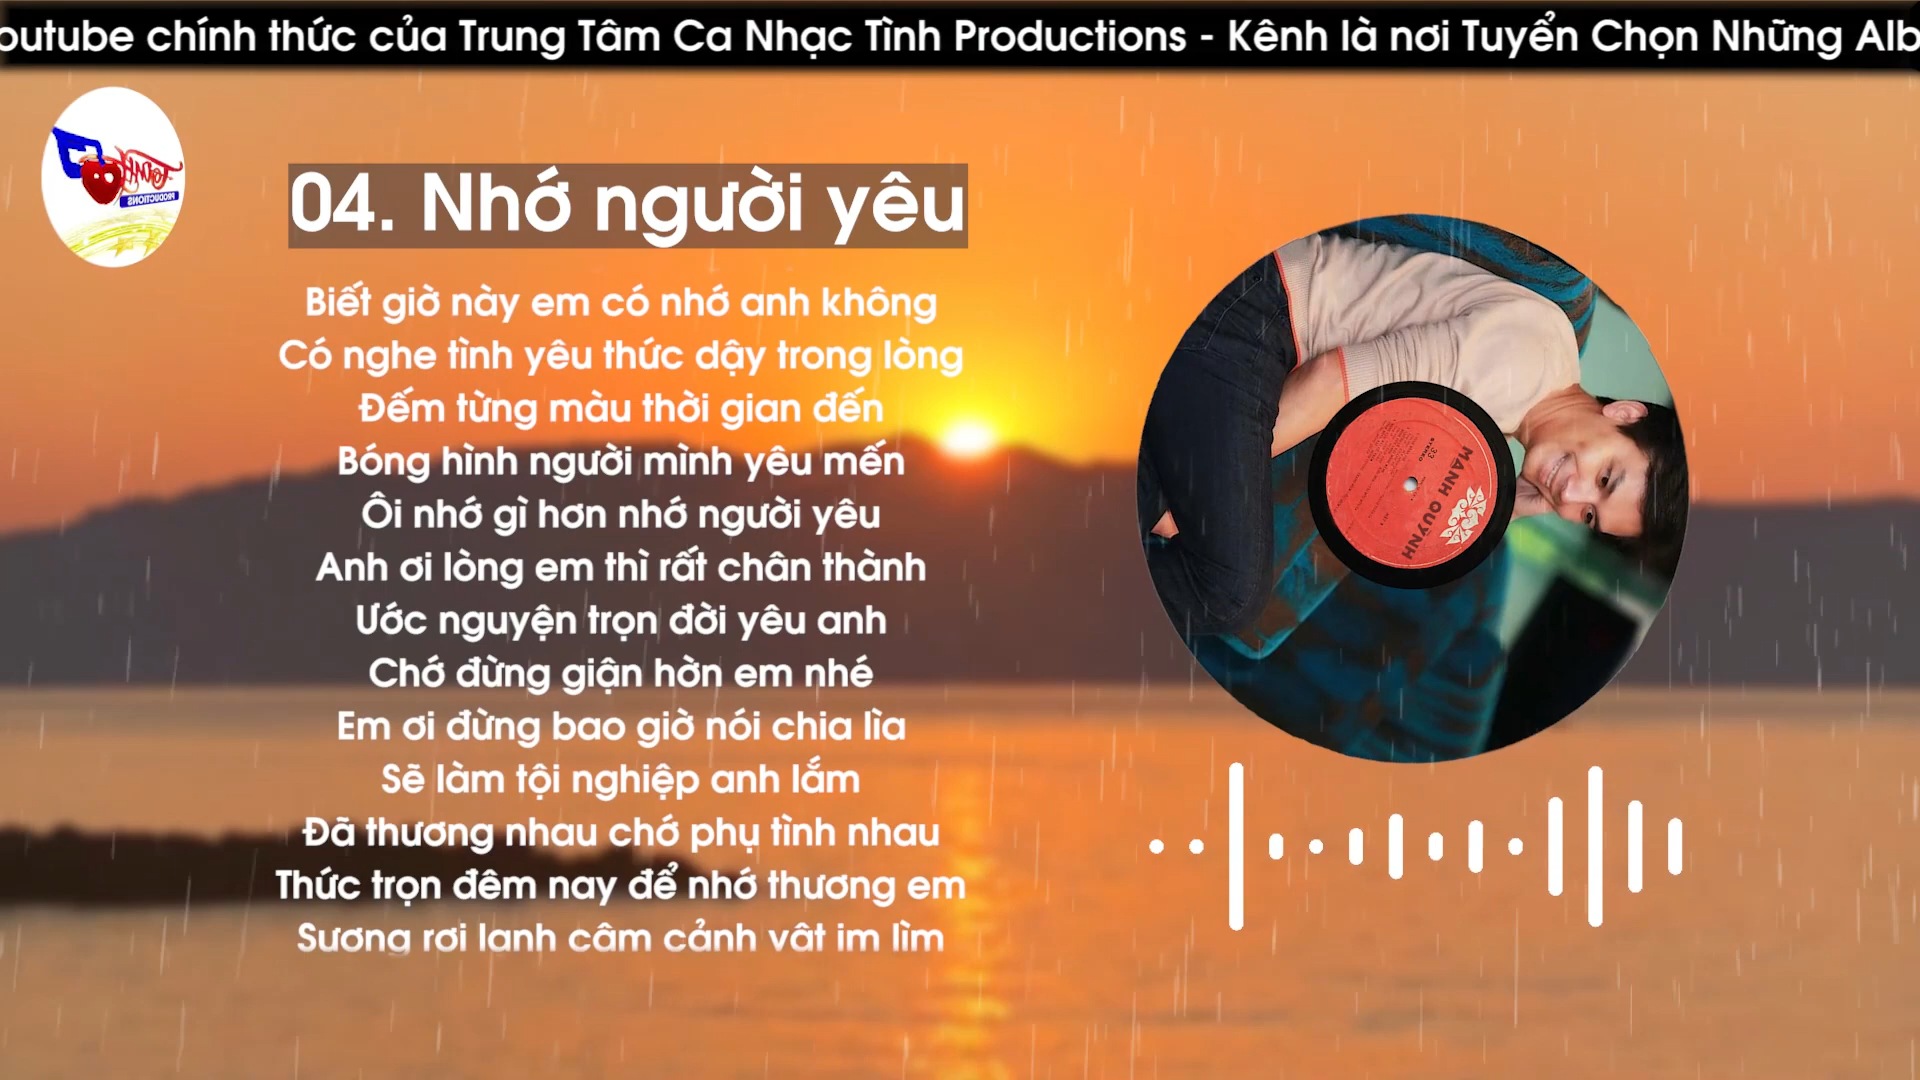 outube chính thức của Trung Tâm Ca Nhạc Tình Productions - Kênh là nơi Tuyển Chọn Những Alb
PRODUCTIONS
04. Nhớ người yêu
Biết giờ này em có nhớ anh không
Có nghe tình yêu thức dậy trong lòng
Đếm từng màu thời gian đến
Bóng hình người mình yêu mến
Ôi nhớ gì hơn nhớ người yêu
Anh ơi lòng em thì rất chân thành
Ước nguyện trọn đời yêu anh
Chớ đừng giận hờn em nhé
Em ơi đừng bao giờ nói chia lìa
Sẽ làm tội nghiệp anh lắm
Đã thương nhau chớ phụ tình nhau
Thức trọn đêm nay để nhớ thương em
Sương rơi lạnh câm cảnh vật im lìm
MẠNH QUỲNH
33
STEREO